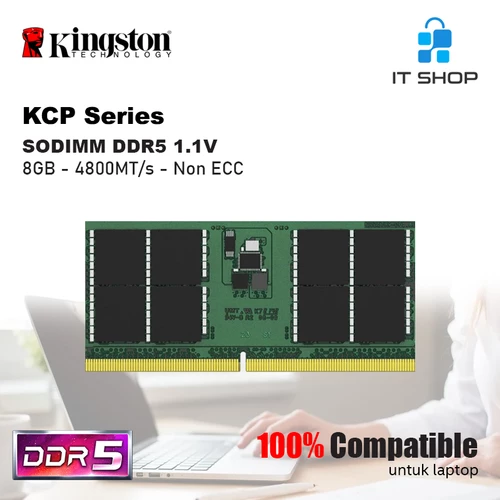 Kingston
TECHNOLOGY
IT SHOP
KCP Series
SODIMM DDR5 1.1V
8GB - 4800MT/s - Non ECC
DDR5
100% Compatible
untuk laptop